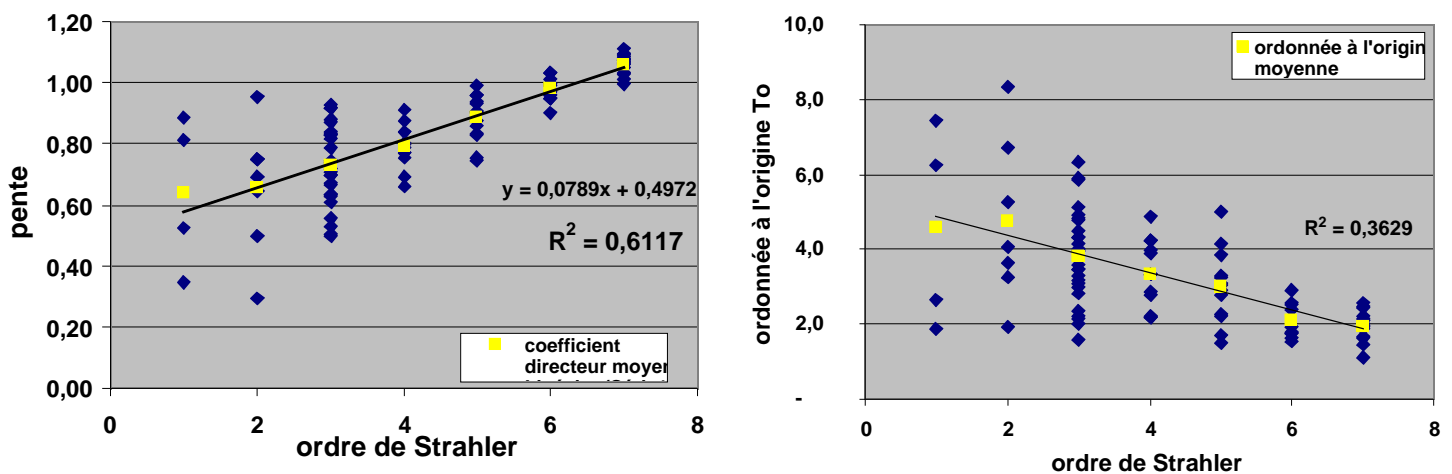 1,20
1,00
0,80
0,60
0,40
0,20
0,00
pente
y = 0,0789x + 0,4972
R² = 0,6117
coefficient
directeur moyen
0
2
4
6
8
ordre de Strahler
10,0
8,0
6,0
4,0
2,0
-
ordonnée à l'origine To
ordonnée à l'origin
moyenne
R² = 0,3629
0
2
4
6
8
ordre de Strahler